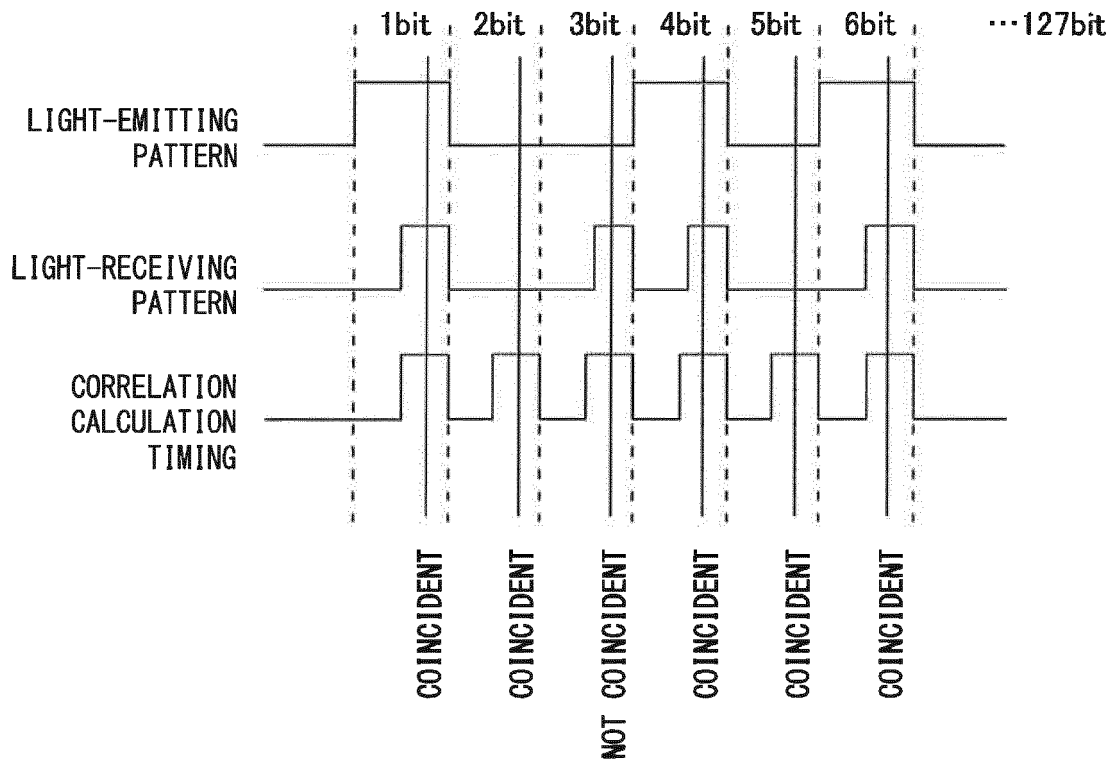 1bit 2bit 3bit 4bit 5bit 6bit …127bit
LIGHT-EMITTING
PATTERN
LIGHT-RECEIVING
PATTERN
CORRELATION
CALCULATION
TIMING
COINCIDENT
COINCIDENT
NOT COINCIDENT
COINCIDENT
COINCIDENT
COINCIDENT